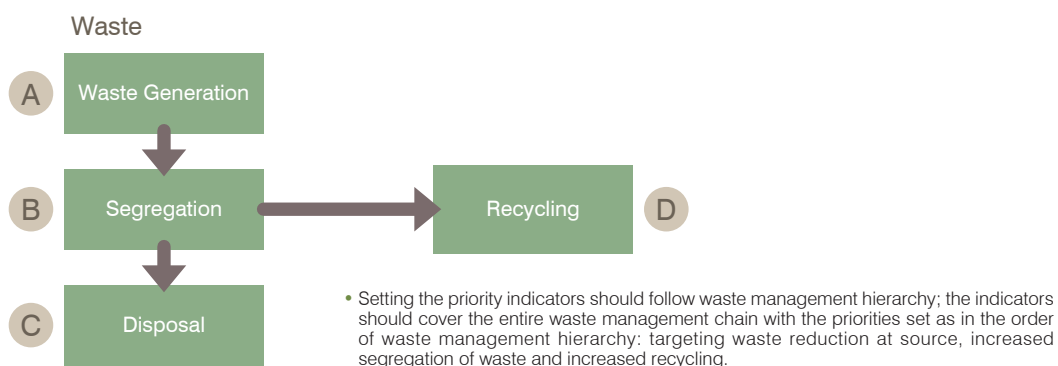 Waste
A
Waste Generation
B
Segregation
Recycling
D
C
Disposal
• Setting the priority indicators should follow waste management hierarchy; the indicators
should cover the entire waste management chain with the priorities set as in the order
of waste management hierarchy: targeting waste reduction at source, increased
segregation of waste and increased recycling.